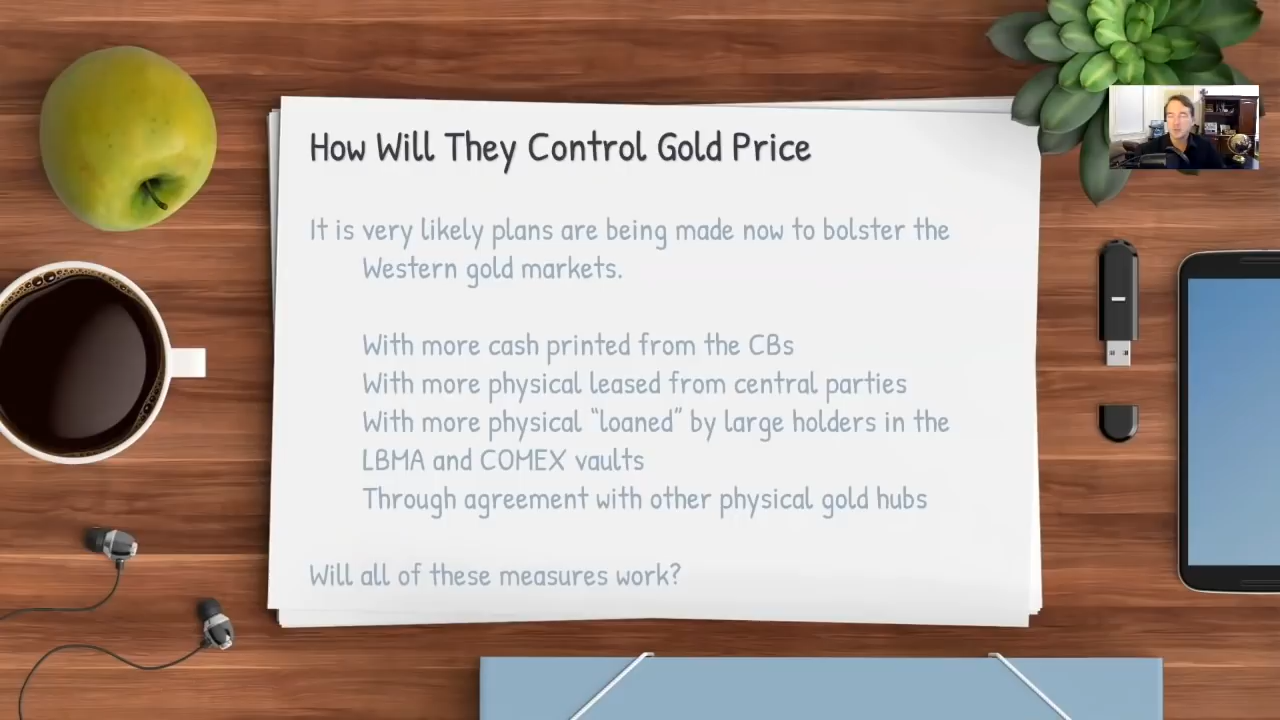 How Will They Control Gold Price
It is very likely plans are being made now to bolster the
Western gold markets.
With more cash printed from the CBs
With more physical leased from central parties
With more physical “loaned” by large holders in the
LBMA and COMEX vaults
Through agreement with other physical gold hubs
Will all of these measures work?